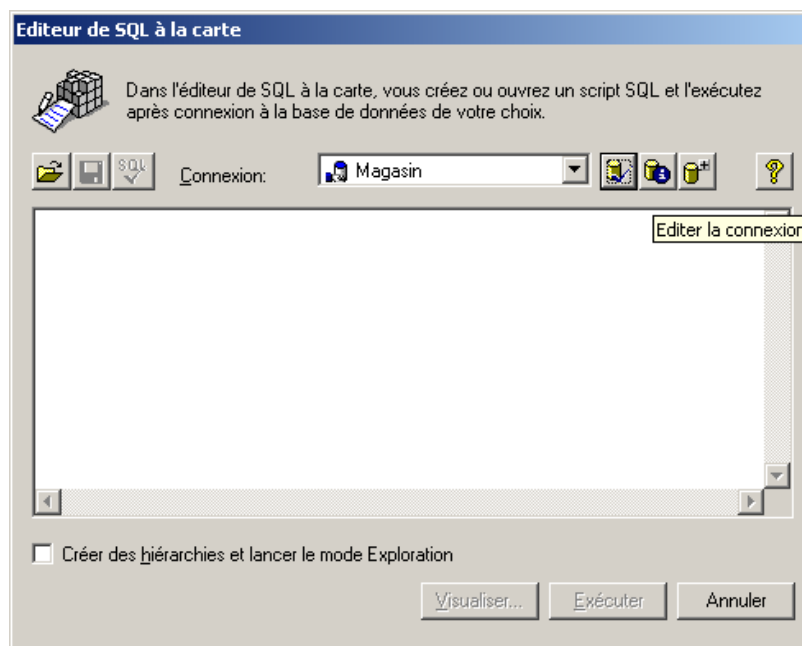 Editeur de SQL à la carte
Dans l'éditeur de SQL à la carte, vous créez ou ouvrez un script SQL et l'exécutez
après connexion à la base de données de votre choix.
SQL Connexion: Magasin
Editer la connexion
Créer des hiérarchies et lancer le mode Exploration
Visualiser... Exécuter Annuler